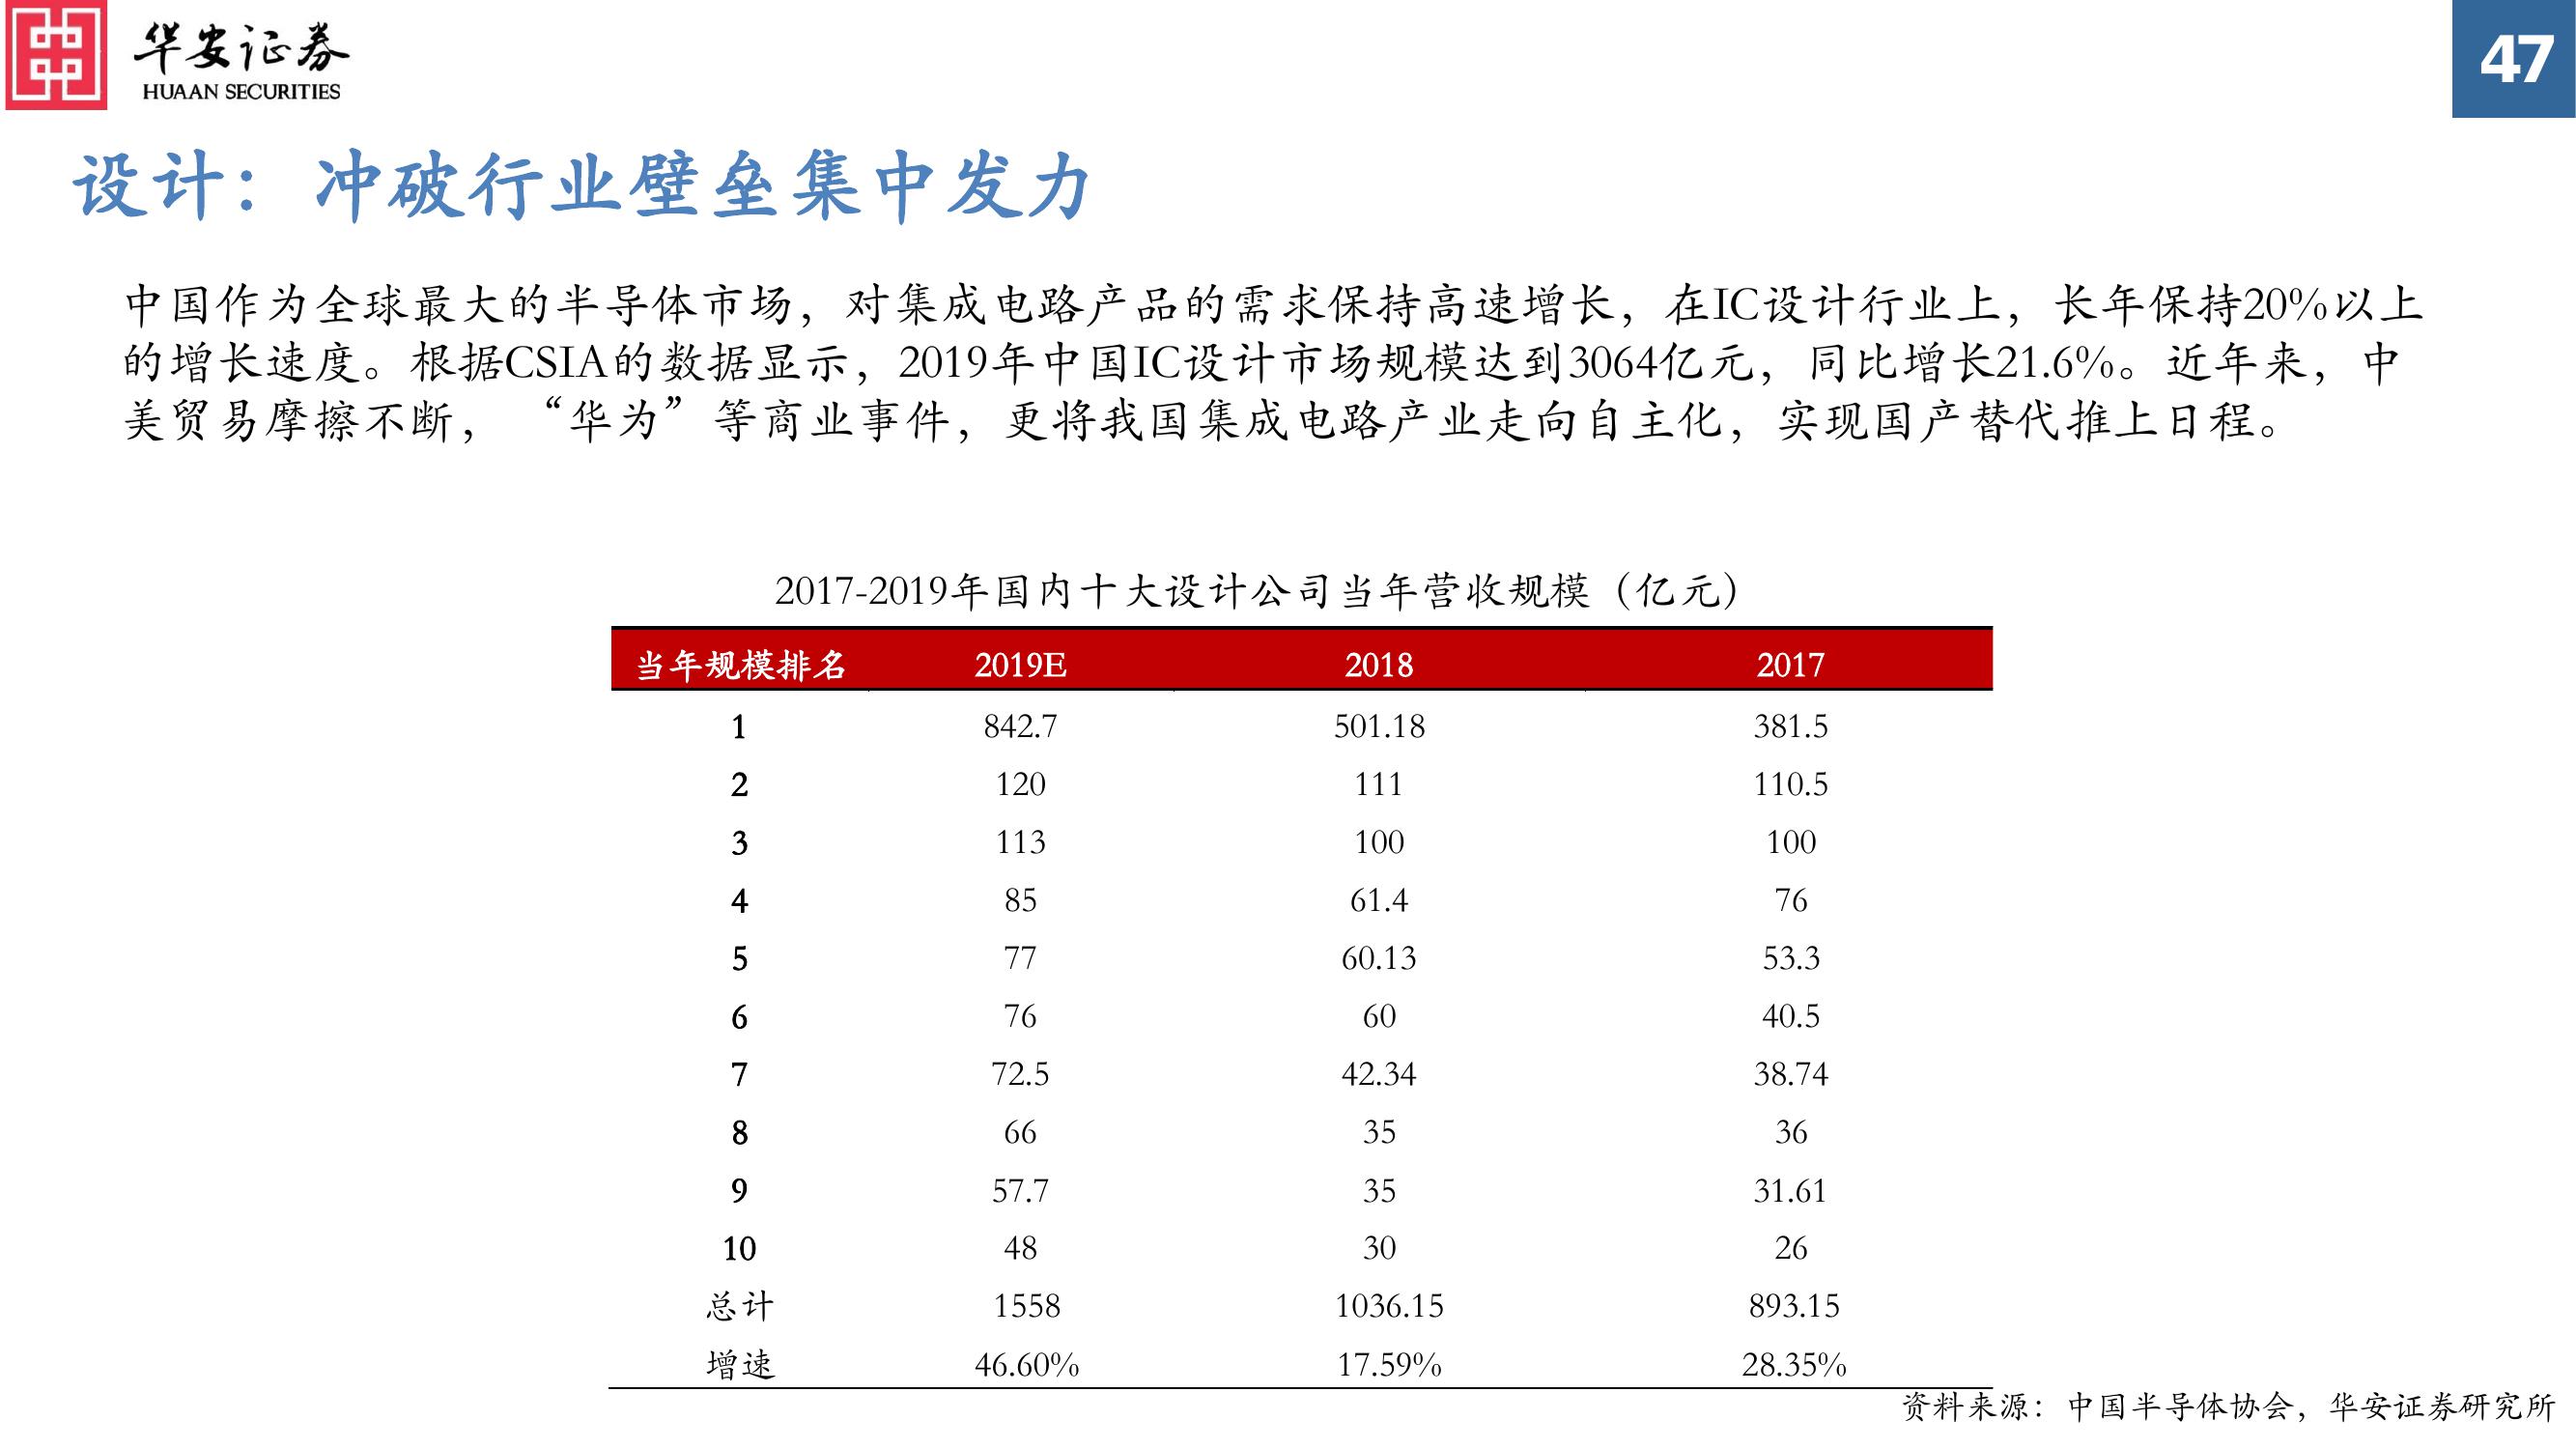 华安证券
HUAAN SECURITIES
47
设计：冲破行业壁垒集中发力
中国作为全球最大的半导体市场，对集成电路产品的需求保持高速增长，在IC设计行业上，长年保持20%以上
的增长速度。根据CSIA的数据显示，2019年中国IC设计市场规模达到3064亿元，同比增长21.6%。近年来，中
美贸易摩擦不断，“华为”等商业事件，更将我国集成电路产业走向自主化，实现国产替代推上日程。
2017-2019年国内十大设计公司当年营收规模（亿元）
当年规模排名 2019E 2018 2017
1 842.7 501.18 381.5
2 120 111 110.5
3 113 100 100
4 85 61.4 76
5 77 60.13 53.3
6 76 60 40.5
7 72.5 42.34 38.74
8 66 35 36
9 57.7 35 31.61
10 48 30 26
总计 1558 1036.15 893.15
增速 46.60% 17.59% 28.35%
资料来源：中国半导体协会，华安证券研究所